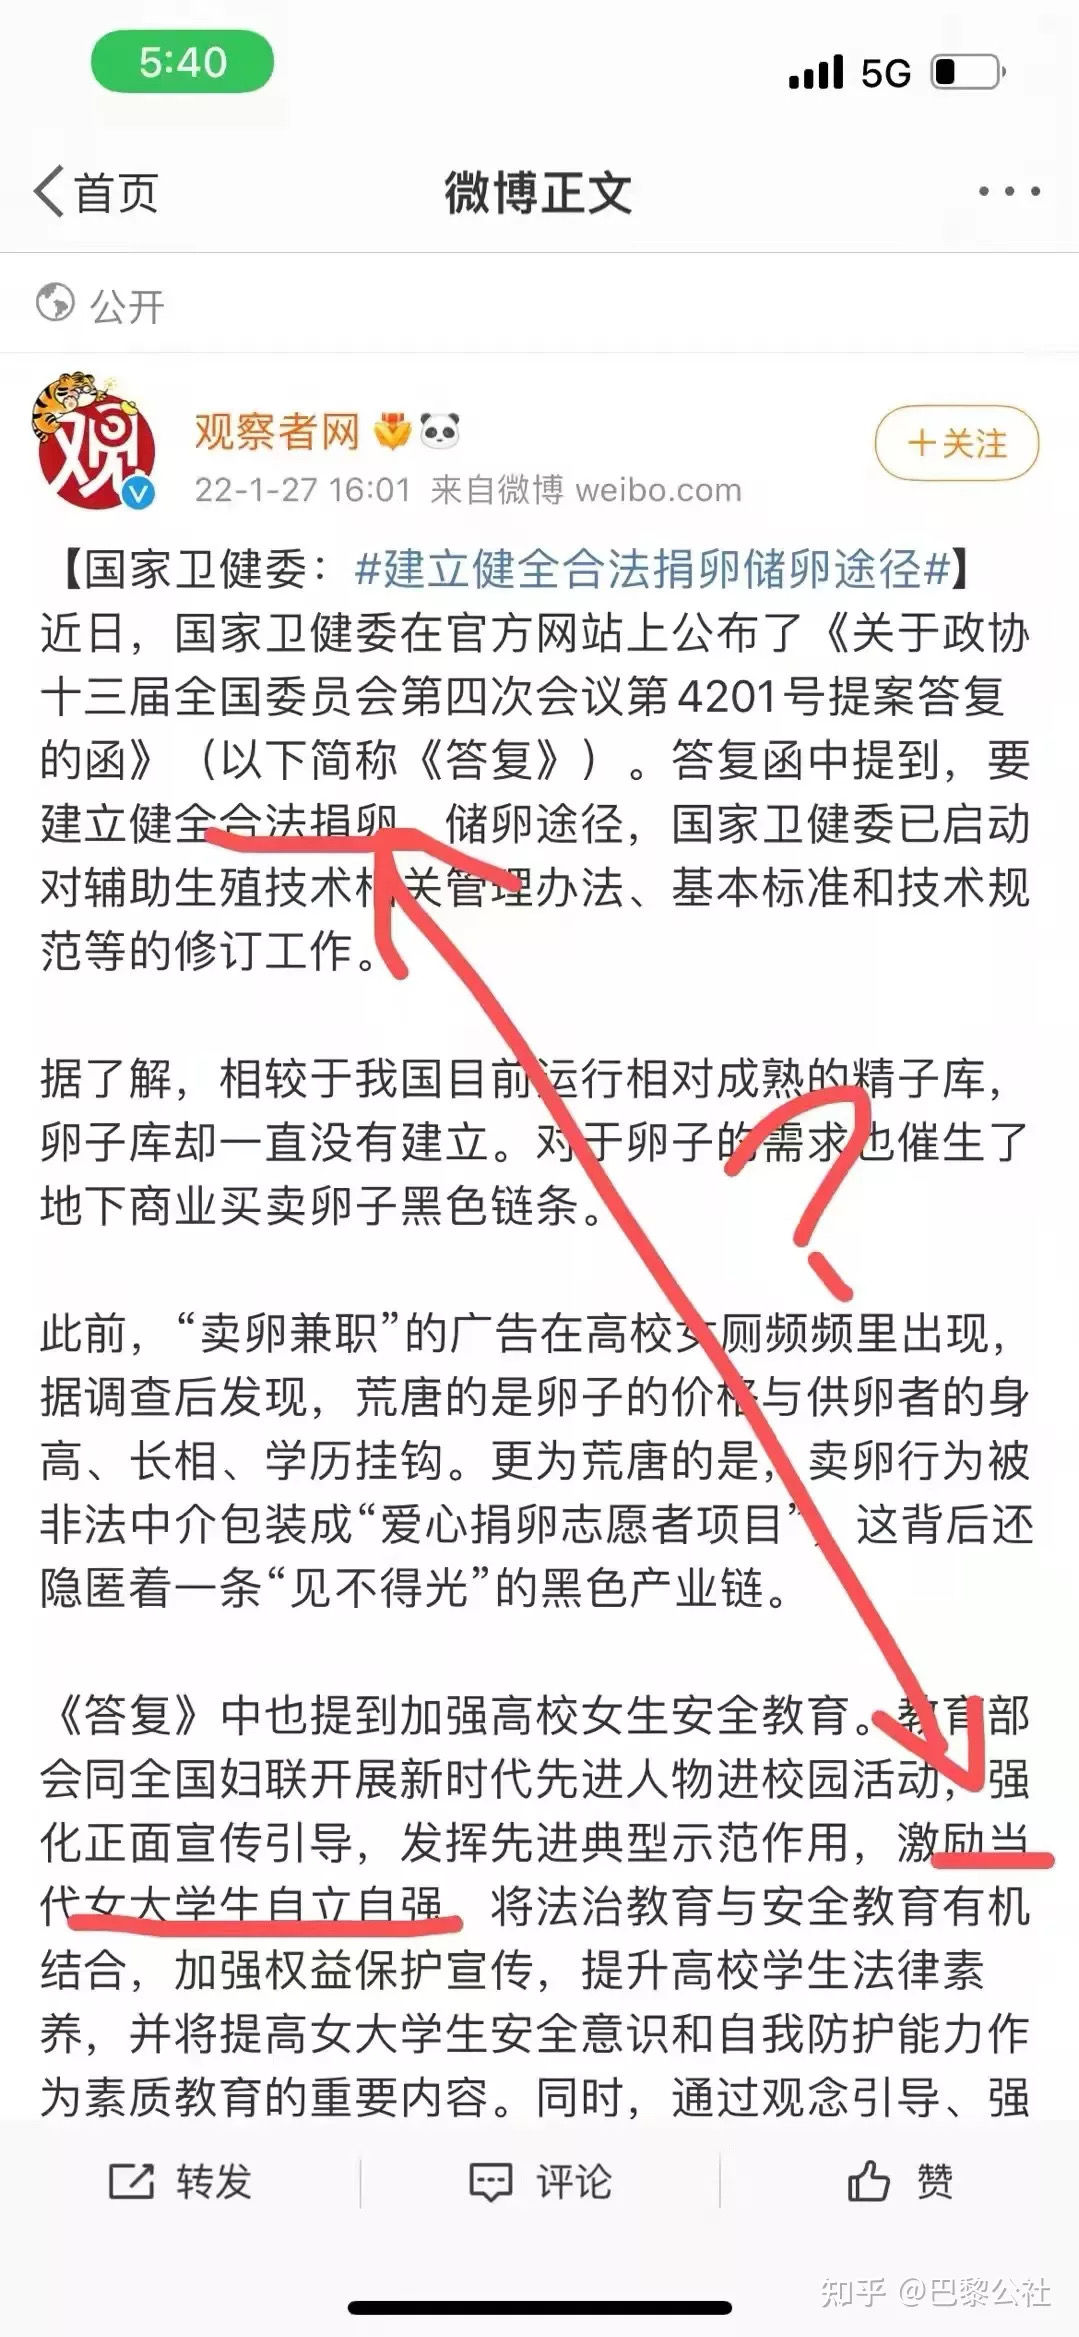 5:40
5G
首页
微博正文
公开
观
观察者网
+关注
22-1-27 16:01 来自微博 weibo.com
【国家卫健委：#建立健全合法捐卵储卵途径#】
近日，国家卫健委在官方网站上公布了《关于政协
十三届全国委员会第四次会议第4201号提案答复
的函》（以下简称《答复》）。答复函中提到，要
建立健全合法捐卵、储卵途径，国家卫健委已启动
对辅助生殖技术相关管理办法、基本标准和技术规
范等的修订工作。
据了解，相较于我国目前运行相对成熟的精子库，
卵子库却一直没有建立。对于卵子的需求也催生了
地下商业买卖卵子黑色链条。
?
此前，“卖卵兼职”的广告在高校女厕频频里出现，
据调查后发现，荒唐的是卵子的价格与供卵者的身
高、长相、学历挂钩。更为荒唐的是，卖卵行为被
非法中介包装成“爱心捐卵志愿者项目”，这背后还
隐匿着一条“见不得光”的黑色产业链。
《答复》中也提到加强高校女生安全教育。教育部
会同全国妇联开展新时代先进人物进校园活动，强
化正面宣传引导，发挥先进典型示范作用，激励当
代女大学生自立自强，将法治教育与安全教育有机
结合，加强权益保护宣传，提升高校学生法律素
养，并将提高女大学生安全意识和自我防护能力作
为素质教育的重要内容。同时，通过观念引导、强
转发
评论
赞
知乎 @巴黎公社